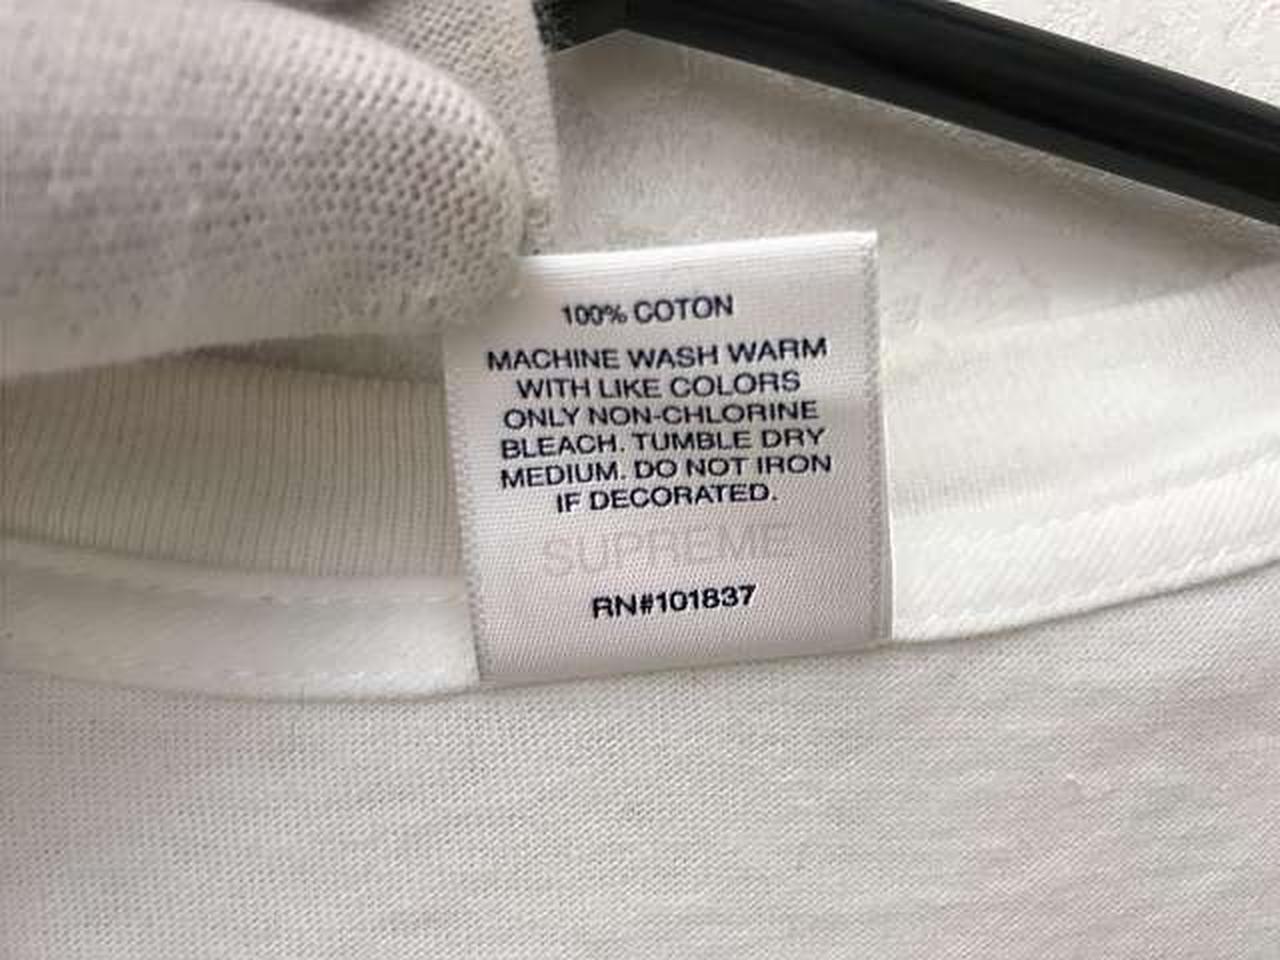 100% COTON
MACHINE WASH WARM
WITH LIKE COLORS
ONLY NON-CHLORINE
BLEACH. TUMBLE DRY
MEDIUM. DO NOT IRON
IF DECORATED.
SUPREME
RN#101837